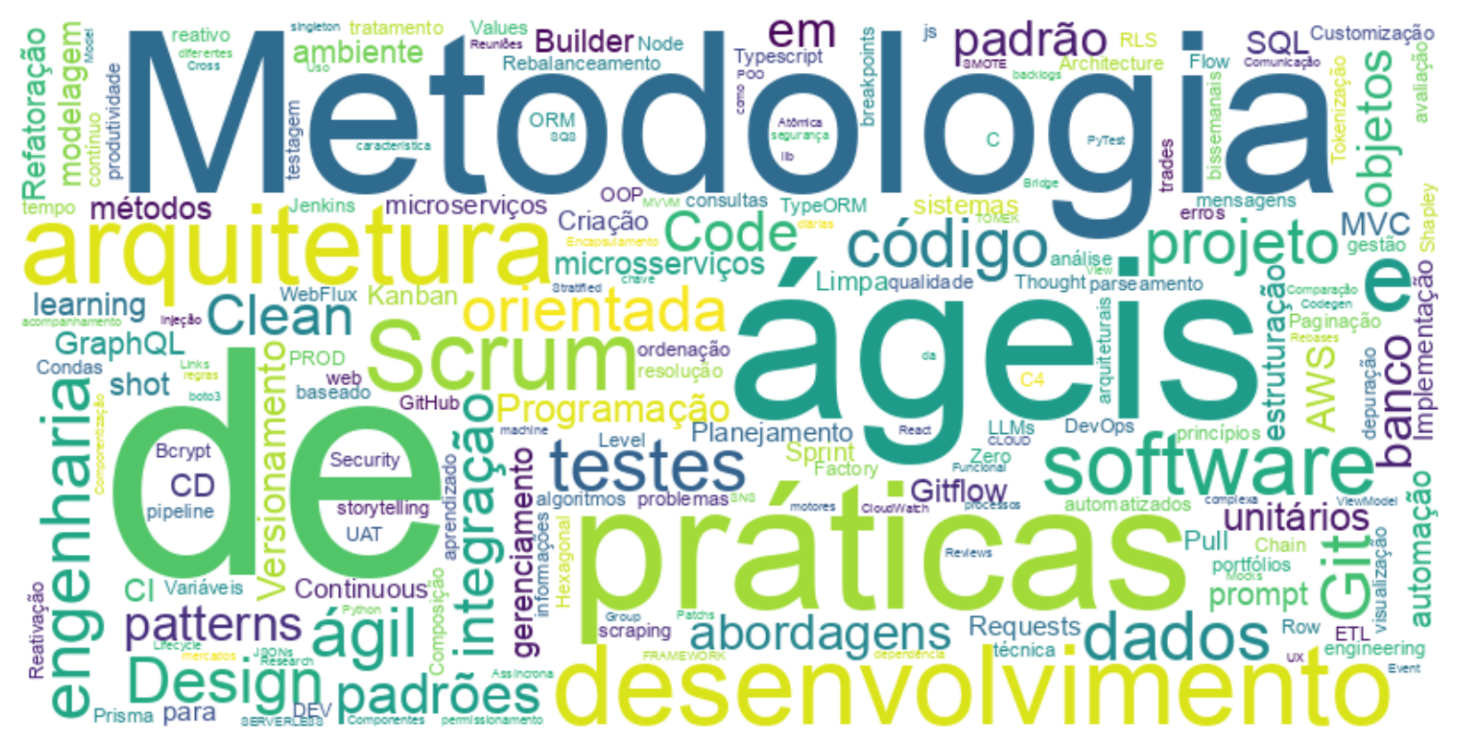 Metodologia
de
ágeis
práticas
desenvolvimento
arquitetura
Scrum
software
código
projeto
testes
dados
orientada
engenharia
Clean
Code
Design
ágil
padrões
padrão
patterns
abordagens
integração
em
e
objetos
banco
Git
AWS
SQL
MVC
Builder
ambiente
Refatoração
modelagem
contínuo
produtividade
reativo
diferentes
Cross
Model
singleton
Uso
tratamento
Reuniões
Values
Node
Rebalanceamento
Typescript
POO
como
js
breakpoints
SMOTE
backlogs
RLS
Architecture
Flow
Customização
Comunicação
avaliação
Tokenização
bissemanais
trades
PyTest
C
Atômica
segurança
lib
ORM
SQS
característica
testagem
tempo
métodos
Jenkins
microserviços
OOP
MVVM
consultas
TypeORM
sistemas
Bridge
erros
mensagens
gestão
Shapley
Criação
Encapsulamento
diárias
TOMEK
microsserviços
Stratified
chave
Limpa
qualidade
análise
View
Thought
parseamento
Comparação
Codegen
Paginação
Rebases
Implementação
estruturação
arquiteturais
depuração
learning
acompanhamento
Injeção
WebFlux
Kanban
GraphQL
Condas
Links
regras
shot
boto3
PROD
web
baseado
GitHub
ordenação
resolução
Programação
machine
da
C4
Planejamento
Level
React
LLMs
CLOUD
DevOps
princípios
Versionamento
Componentização
Bcrypt
CD
pipeline
Security
storytelling
UAT
aprendizado
gerenciamento
informações
algoritmos
problemas
SNS
Sprint
Factory
Zero
Funcional
motores
CloudWatch
processos
Gitflow
automatizados
complexa
ViewModel
unitários
automação
visualização
Pull
Chain
portfólios
Mocks
prompt
Reviews
Hexagonal
CI
Variáveis
Continuous
Python
Composição
Reativação
Lifecycle
mercados
JSONs
Research
Group
Patchs
scraping
FRAMEWORK
dependência
Requests
técnica
Row
ETL
UX
engineering
Event
Prisma
para
SERVERLESS
DEV
Componentes
permissionamento
Assíncrona